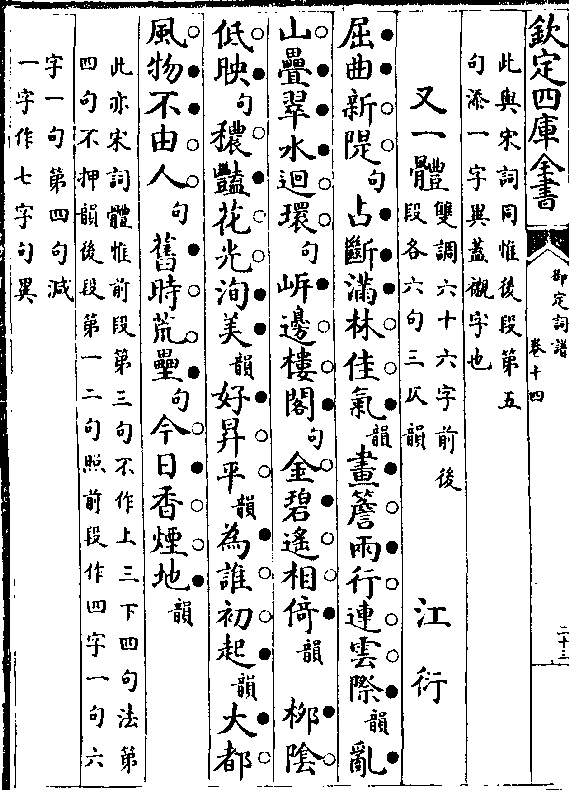 欽定四庫全書
御定詞譜
卷十四
二十三
此與宋詞同惟後段第五
句添一字異蓋襯字也
又一體
雙調六十六字前後
段各六句三仄韻
江衍
屈曲新隄句占斷滿林佳氣韻畫簷兩行連雲際韻亂
山疊翠水迴環句岍邊樓閣句金碧遙相倚韻柳陰
低映句穠豔花光洵美韻好昇平韻為誰初起韻大都
風物不由人句舊時荒壘句今日香煙地韻
此亦宋詞體惟前段第三句不作上三下四句法第
四句不押韻後段第一二句照前段作四字一句六
字一句第四句減
一字作七字句異